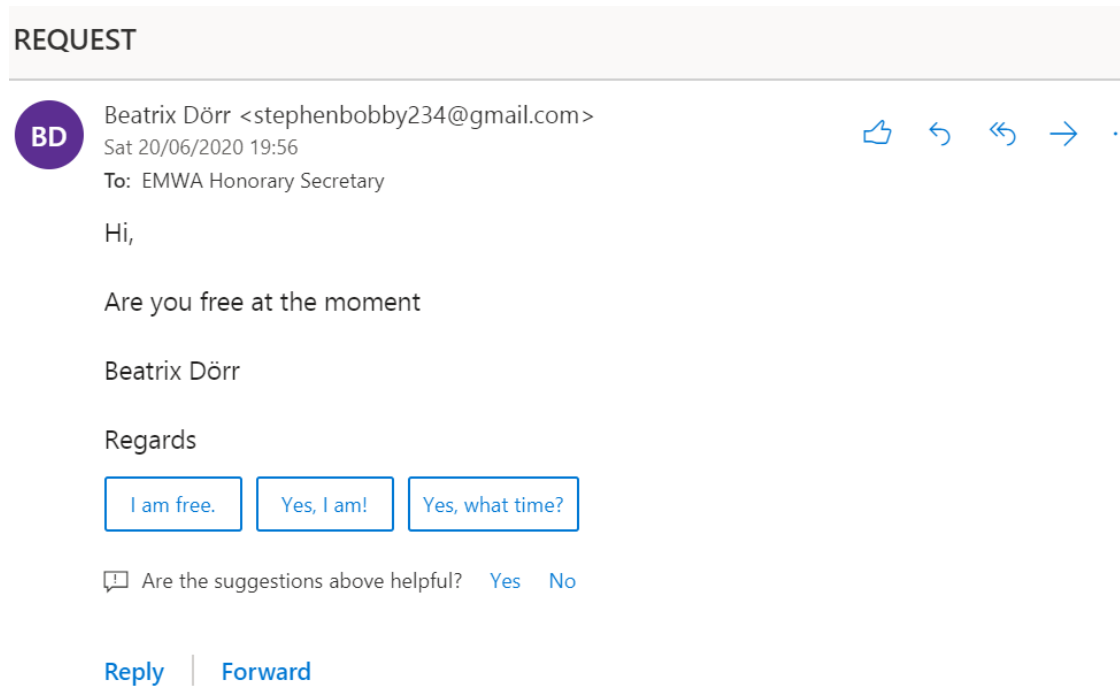 REQUEST
BD
Beatrix Dörr <stephenbobby234@gmail.com>
Sat 20/06/2020 19:56
To: EMWA Honorary Secretary
Hi,
Are you free at the moment
Beatrix Dörr
Regards
I am free.
Yes, I am!
Yes, what time?
Are the suggestions above helpful? Yes No
Reply Forward